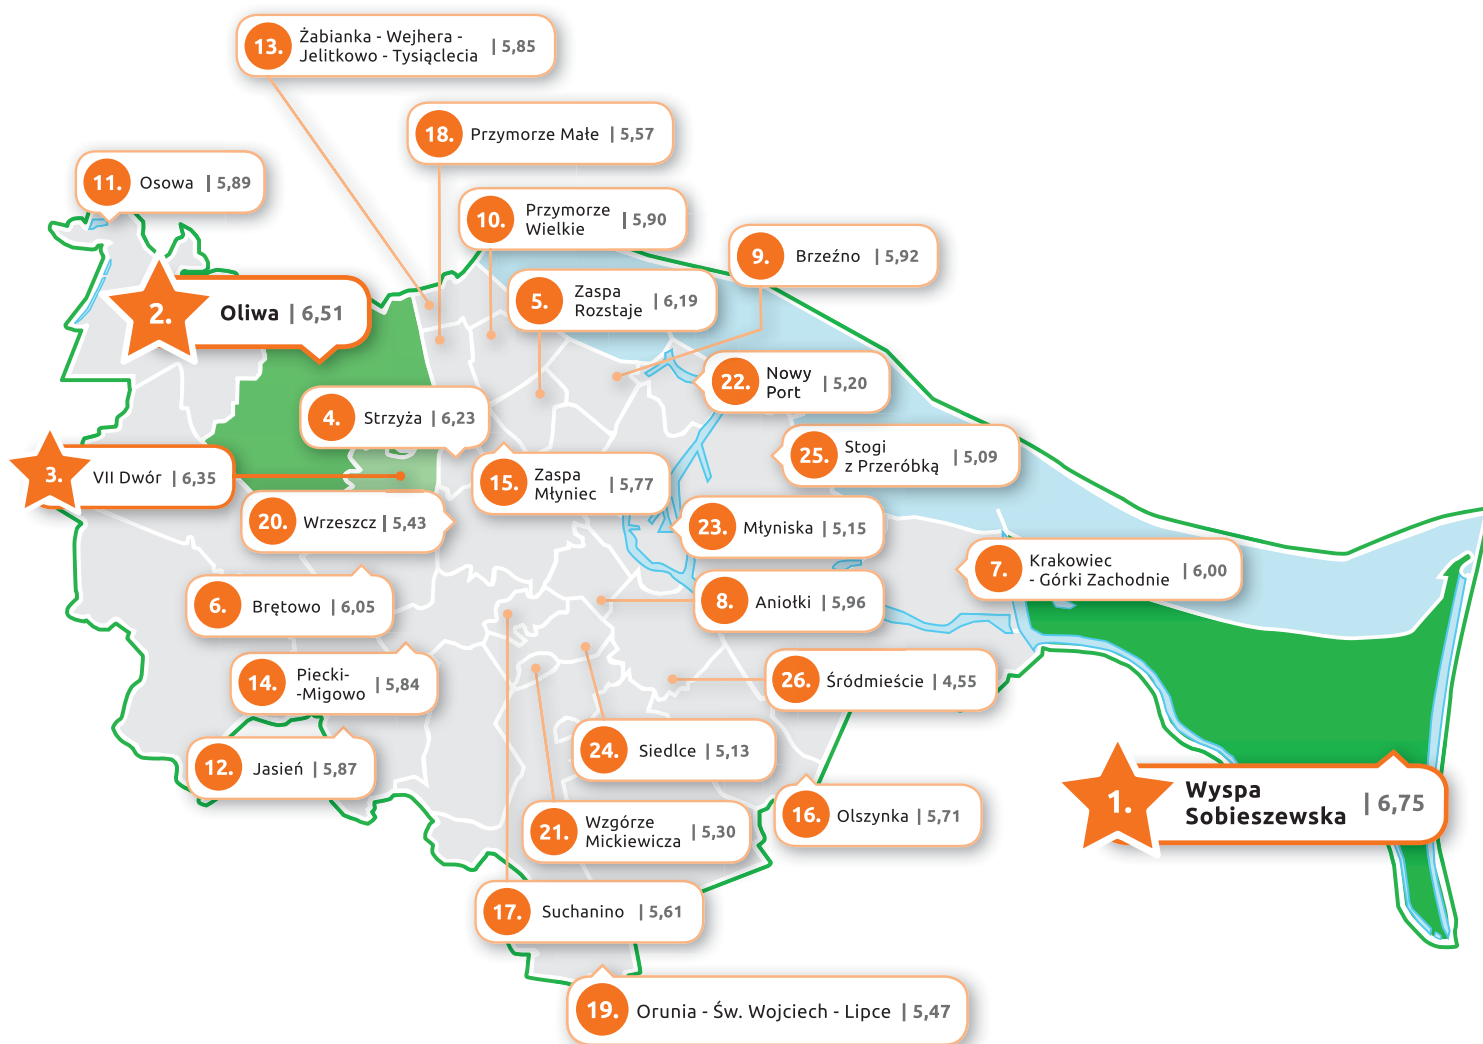 13. Żabianka - Wejhera -
Jelitkowo - Tysiąclecia | 5,85
18. Przymorze Małe | 5,57
11. Osowa | 5,89
10. Przymorze
Wielkie | 5,90
9. Brzeźno | 5,92
2. Oliwa | 6,51
5. Zaspa
Rozstaje | 6,19
22. Nowy
Port | 5,20
4. Strzyża | 6,23
25. Stogi
z Przeróbką | 5,09
3. VII Dwór | 6,35
15. Zaspa
Młyniec | 5,77
20. Wrzeszcz | 5,43
23. Młyniska | 5,15
7. Krakowiec
- Górki Zachodnie | 6,00
6. Brętowo | 6,05
8. Aniołki | 5,96
14. Piecki-
-Migowo | 5,84
26. Śródmieście | 4,55
24. Siedlce | 5,13
12. Jasień | 5,87
1. Wyspa
Sobieszewska | 6,75
16. Olszynka | 5,71
21. Wzgórze
Mickiewicza | 5,30
17. Suchanino | 5,61
19. Orunia - Św. Wojciech - Lipce | 5,47